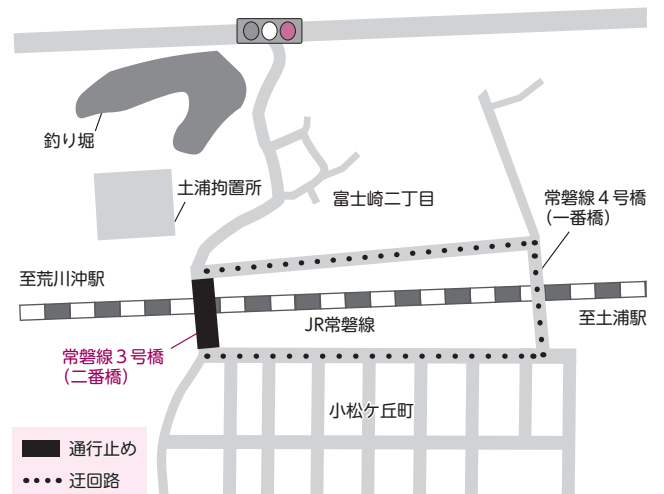 釣り堀
土浦拘置所
富士崎二丁目
常磐線４号橋
(一番橋)
至荒川沖駅
JR常磐線
至土浦駅
常磐線３号橋
(二番橋)
小松ケ丘町
通行止め
迂回路